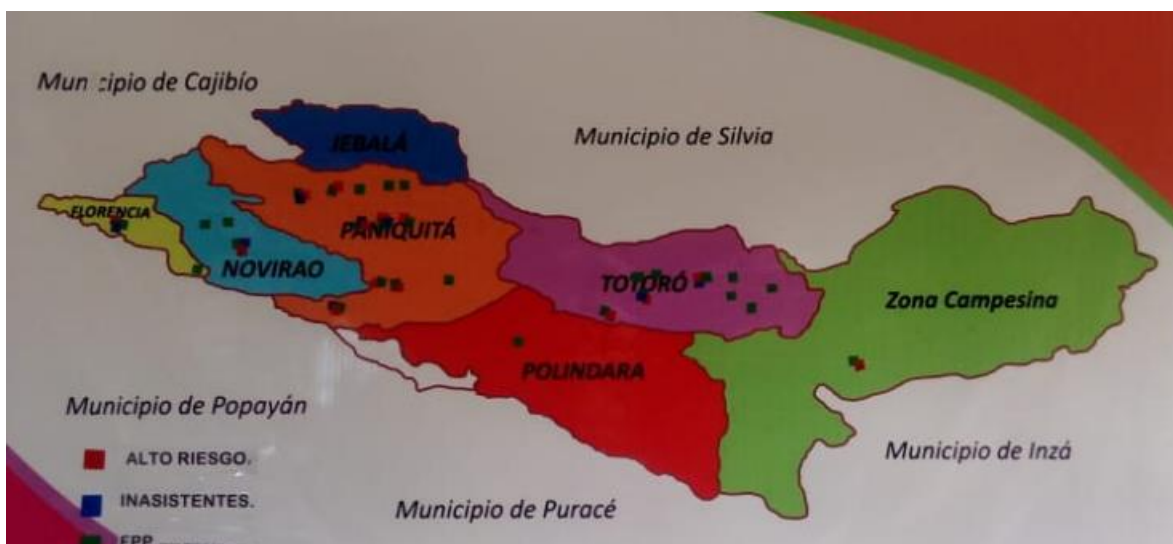 Mun cipio de Cajibío
Municipio de Silvia
JEBALÁ
FLORENCIA
PANIQUITÁ
NOVIRAO
TOTORÓ
Zona Campesina
POLINDARA
Municipio de Popayán
ALTO RIESGO.
INASISTENTES.
Municipio de Inzá
Municipio de Puracé
FPP